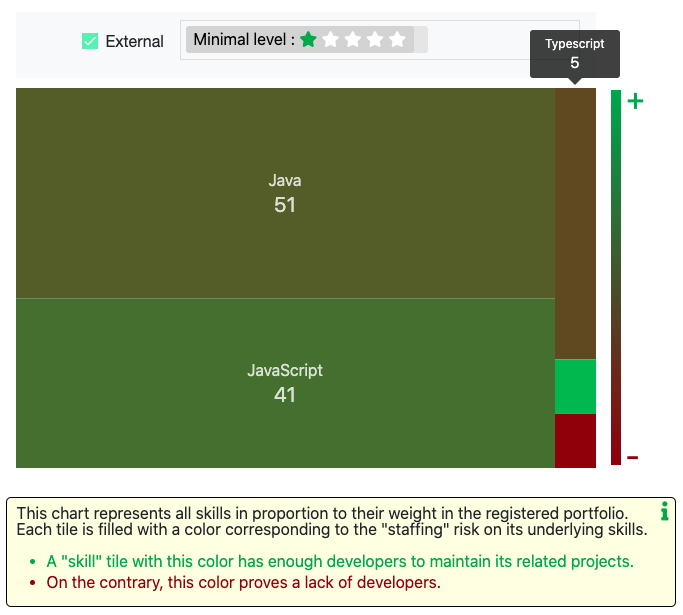 External
Minimal level :
Typescript
5
+
Java
51
JavaScript
41
-
This chart represents all skills in proportion to their weight in the registered portfolio.
Each tile is filled with a color corresponding to the "staffing" risk on its underlying skills.
• A "skill" tile with this color has enough developers to maintain its related projects.
• On the contrary, this color proves a lack of developers.